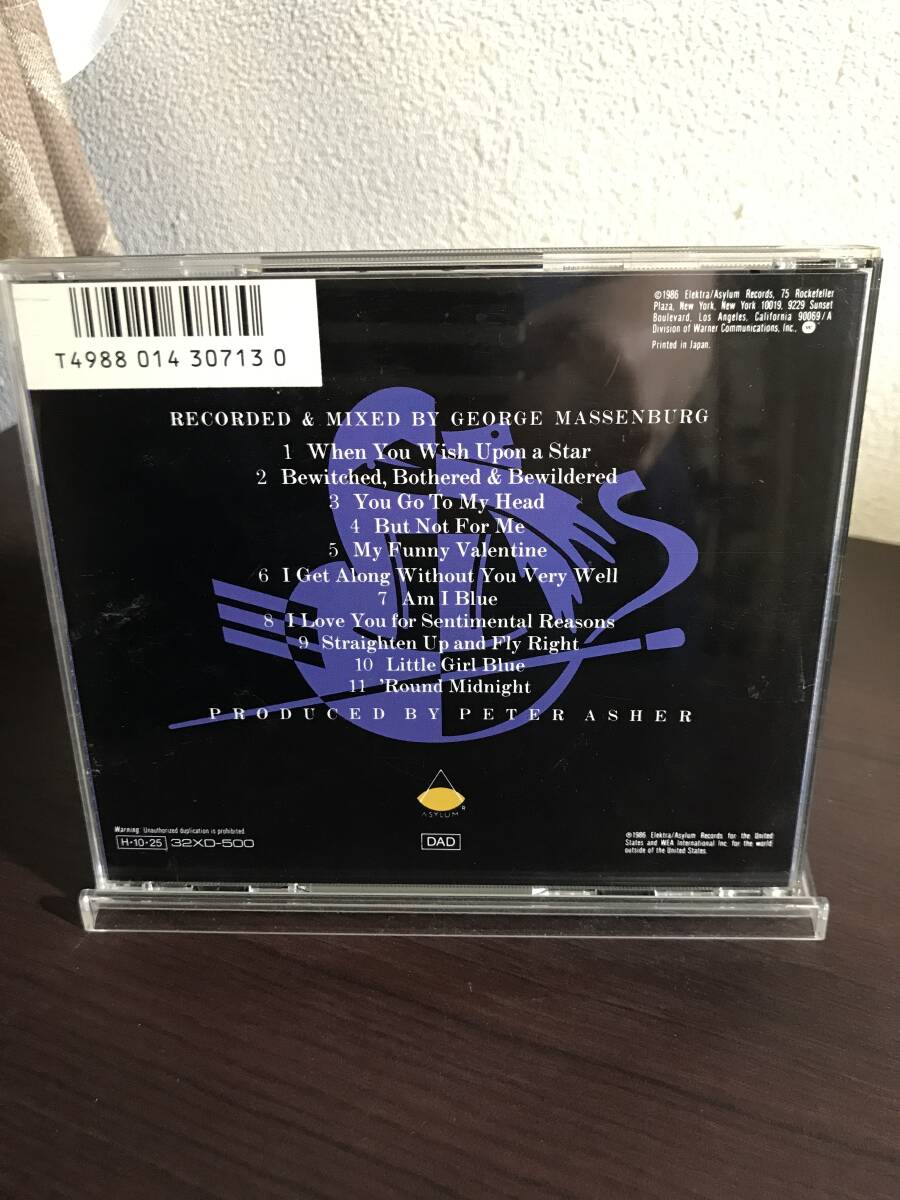 T4988 014 30713 0
©1986 Elektra/Asylum Records, 75 Rockefeller
Plaza, New York, New York 10019, 9229 Sunset
Boulevard, Los Angeles, California 90069/A
Division of Warner Communications, Inc.,
Printed in Japan.
RECORDED & MIXED BY GEORGE MASSENBURG
1 When You Wish Upon a Star
2 Bewitched, Bothered & Bewildered
3 You Go To My Head
4 But Not For Me
5 My Funny Valentine
6 I Get Along Without You Very Well
7 Am I Blue
8 I Love You for Sentimental Reasons
9 Straighten Up and Fly Right
10 Little Girl Blue
11 'Round Midnight
PRODUCED BY PETER ASHER
ASYLUM R
Warning: Unauthorized duplication is prohibited.
H·10·25 32XD-500
DAD
℗1986 Elektra/Asylum Records for the United
States and WEA International Inc. for the world
outside of the United States.